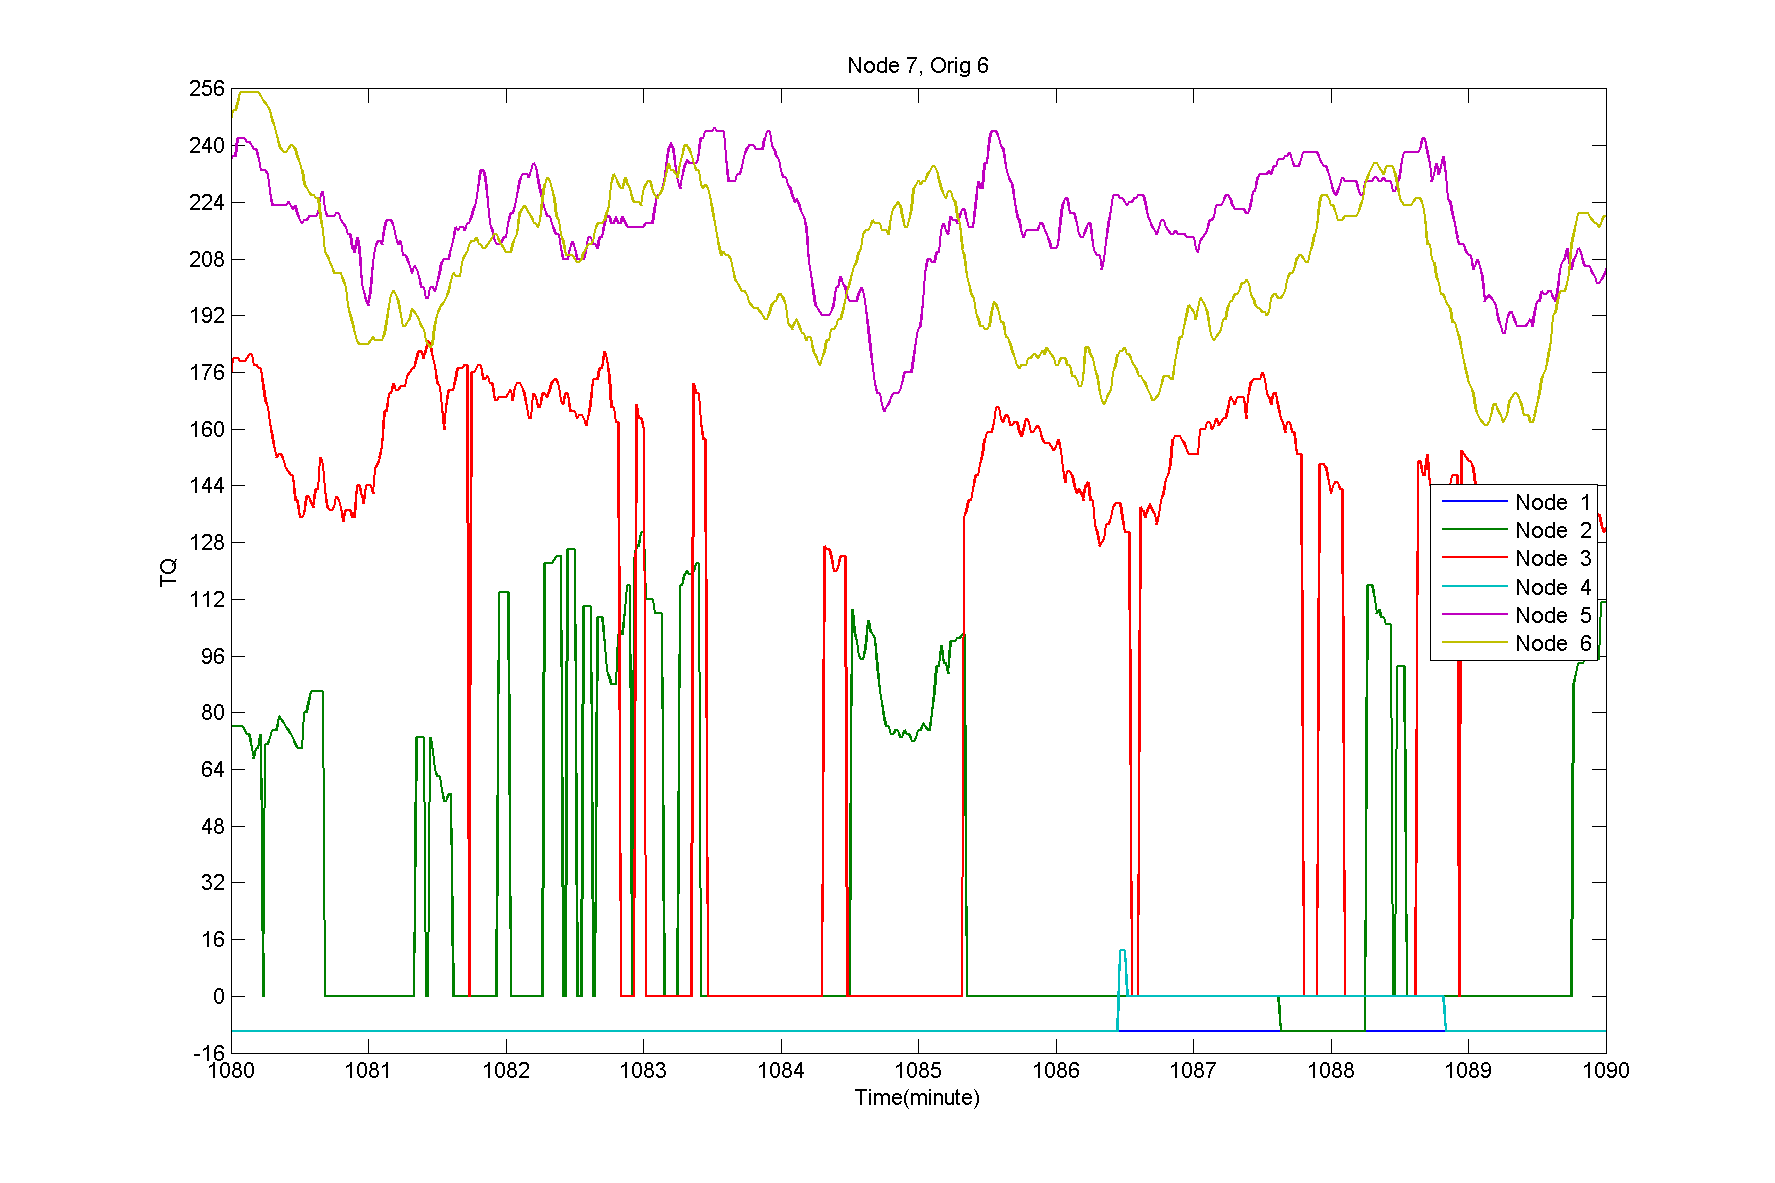 Node 7, Orig 6
256
240
224
208
192
176
160
144
128
112
96
80
64
48
32
16
0
-16
TQ
Node 1
Node 2
Node 3
Node 4
Node 5
Node 6
1080 1081 1082 1083 1084 1085 1086 1087 1088 1089 1090
Time(minute)